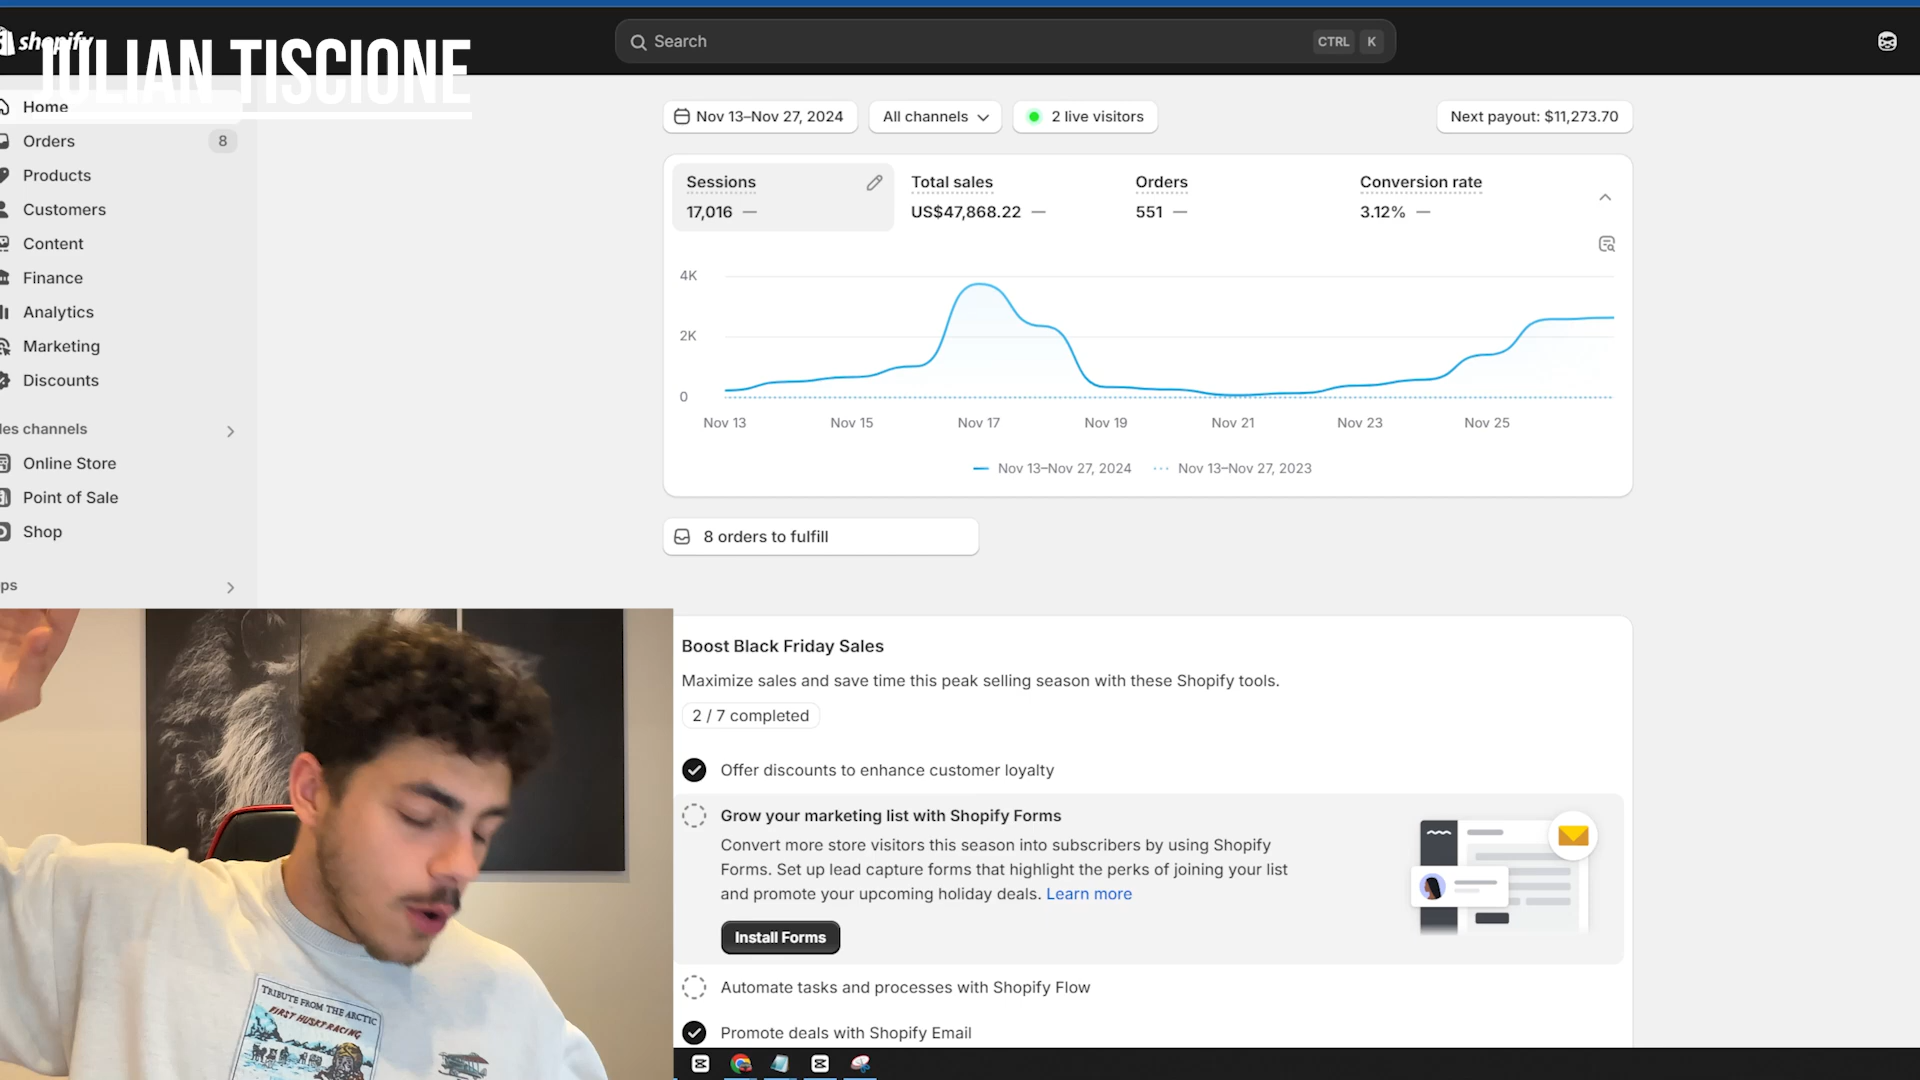 shopify
JULIAN TISCIONE
Search
CTRL K
Home
Orders 8
Products
Customers
Content
Finance
Analytics
Marketing
Discounts
les channels
Online Store
Point of Sale
Shop
ps
Nov 13–Nov 27, 2024
All channels
2 live visitors
Next payout: $11,273.70
Sessions
17,016 —
Total sales
US$47,868.22 —
Orders
551 —
Conversion rate
3.12% —
4K
2K
0
Nov 13 Nov 15 Nov 17 Nov 19 Nov 21 Nov 23 Nov 25
Nov 13–Nov 27, 2024 Nov 13–Nov 27, 2023
8 orders to fulfill
Boost Black Friday Sales
Maximize sales and save time this peak selling season with these Shopify tools.
2 / 7 completed
Offer discounts to enhance customer loyalty
Grow your marketing list with Shopify Forms
Convert more store visitors this season into subscribers by using Shopify
Forms. Set up lead capture forms that highlight the perks of joining your list
and promote your upcoming holiday deals. Learn more
Install Forms
Automate tasks and processes with Shopify Flow
Promote deals with Shopify Email
TRIBUTE FROM THE ARCTIC
FIRST HUSKY RACING